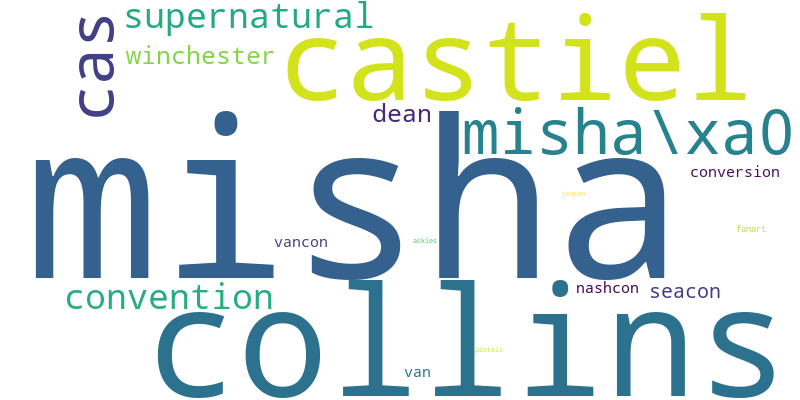 supernatural
cas
castiel
winchester
dean
misha\xa0
misha
conversion
jensen
fanart
vancon
ackles
convention
collins
nashcon
seacon
pastels
van